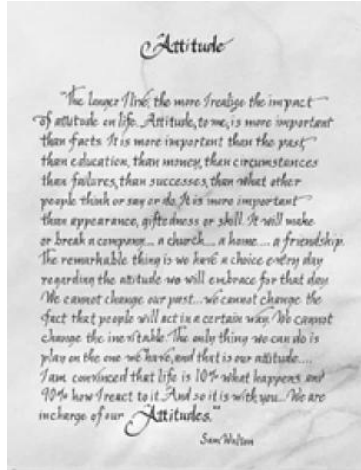 Attitude
"The longer I live, the more I realize the impact
of attitude on life. Attitude, to me, is more important
than facts. It is more important than the past,
than education, than money, than circumstances
than failures, than successes, than what other
people think or say or do. It is more important
than appearance, giftedness or skill. It will make
or break a company... a church... a home.... a friendship.
The remarkable thing is we have a choice every day
regarding the attitude we will embrace for that day.
We cannot change our past... we cannot change the
fact that people will act in a certain way. We cannot
change the inevitable. The only thing we can do is
play on the one we have, and that is our attitude....
I am convinced that life is 10% what happens and
90% how I react to it. And so it is with you... We are
in charge of our Attitudes."
Sam Walton